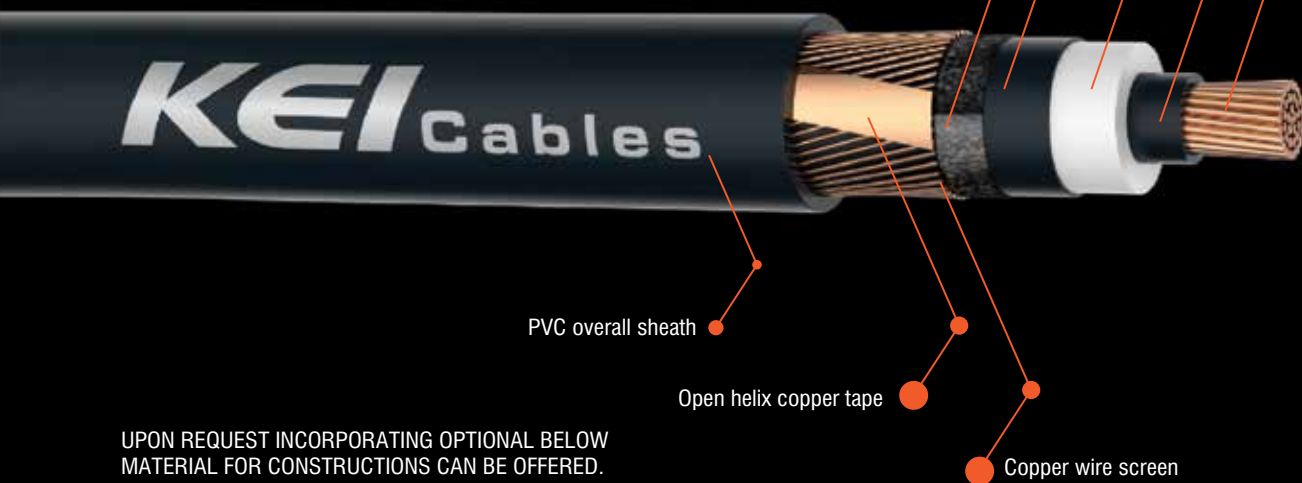 KEI Cables
PVC overall sheath
Open helix copper tape
UPON REQUEST INCORPORATING OPTIONAL BELOW
MATERIAL FOR CONSTRUCTIONS CAN BE OFFERED.
Copper wire screen